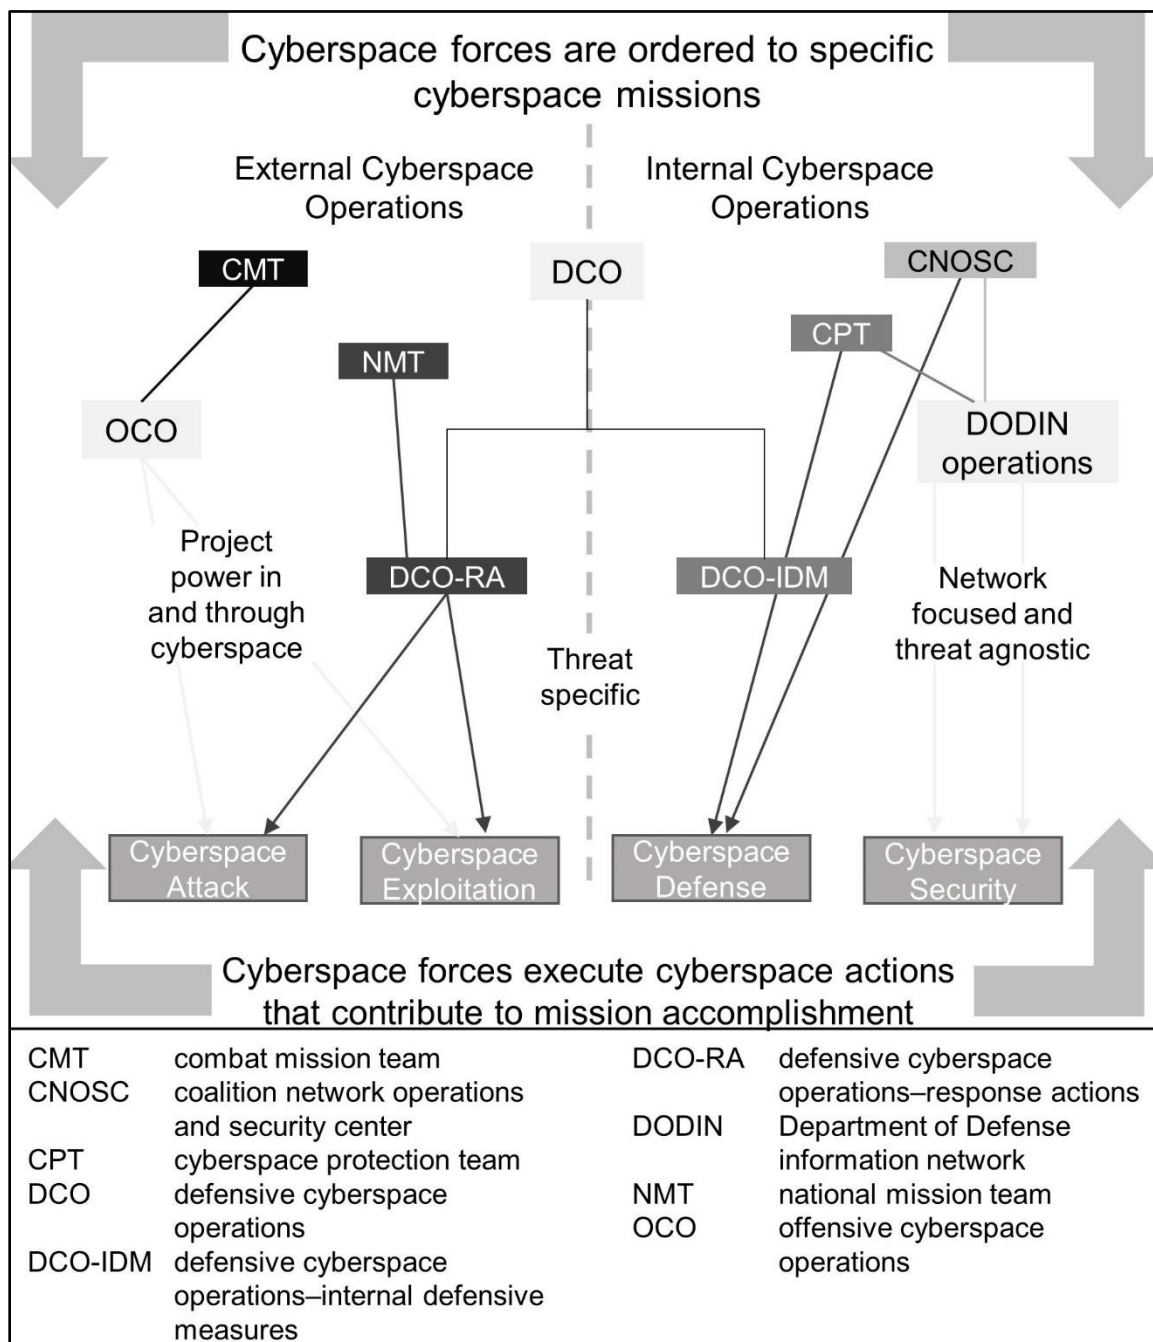 Cyberspace forces are ordered to specific
cyberspace missions
External Cyberspace
Operations
Internal Cyberspace
Operations
CMT
DCO
CNOSC
CPT
NMT
OCO
DODIN
operations
Project
power in
and through
cyberspace
DCO-RA
DCO-IDM
Network
focused and
threat agnostic
Threat
specific
Cyberspace
Attack
Cyberspace
Exploitation
Cyberspace
Defense
Cyberspace
Security
Cyberspace forces execute cyberspace actions
that contribute to mission accomplishment
CMT combat mission team
CNOSC coalition network operations
and security center
CPT cyberspace protection team
DCO defensive cyberspace
operations
DCO-IDM defensive cyberspace
operations–internal defensive
measures
DCO-RA defensive cyberspace
operations–response actions
DODIN Department of Defense
information network
NMT national mission team
OCO offensive cyberspace
operations